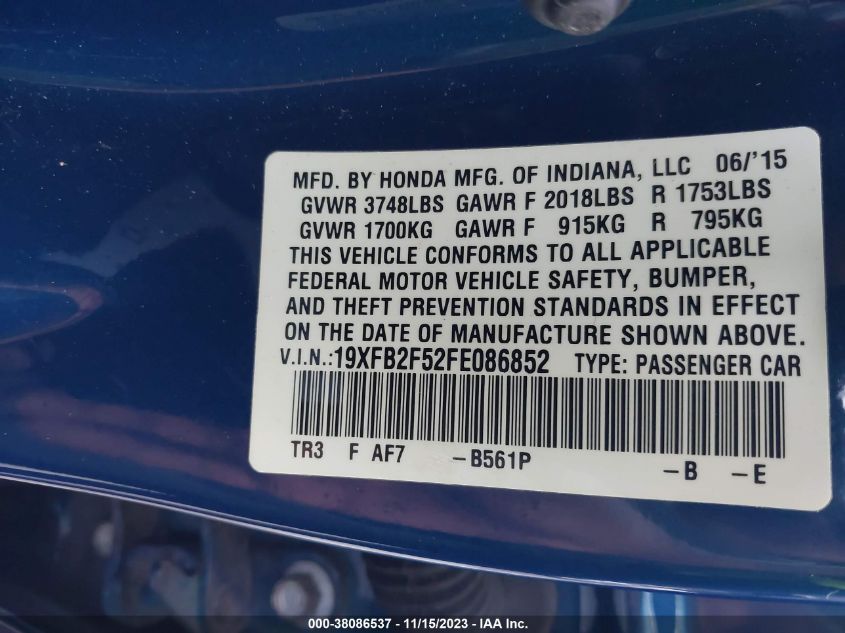 MFD. BY HONDA MFG. OF INDIANA, LLC 06/'15
GVWR 3748LBS GAWR F 2018LBS R 1753LBS
GVWR 1700KG GAWR F 915KG R 795KG
THIS VEHICLE CONFORMS TO ALL APPLICABLE
FEDERAL MOTOR VEHICLE SAFETY, BUMPER,
AND THEFT PREVENTION STANDARDS IN EFFECT
ON THE DATE OF MANUFACTURE SHOWN ABOVE.
V.I.N.:19XFB2F52FE086852 TYPE: PASSENGER CAR
TR3 F AF7 -B561P -B -E
000-38086537 - 11/15/2023 - © IAA Inc.